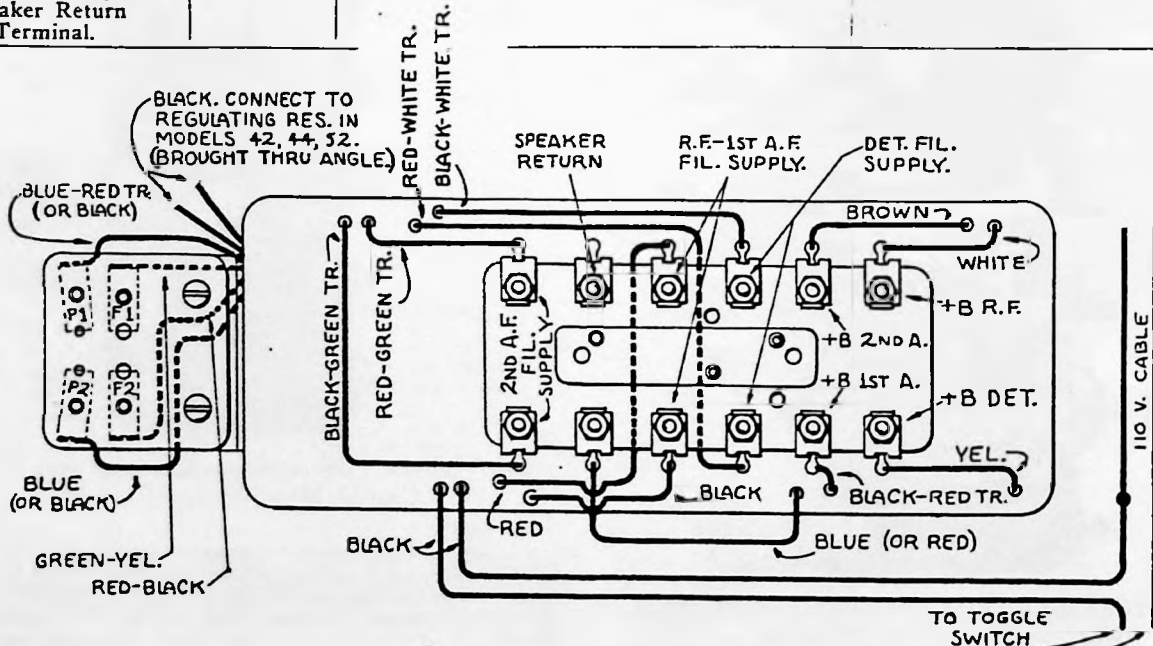 aker Return
Terminal.
BLACK. CONNECT TO
REGULATING RES. IN
MODELS 42, 44, 52.
(BROUGHT THRU ANGLE.)
RED-WHITE TR.
BLACK-WHITE TR.
SPEAKER
RETURN
R.F.-1ST A.F.
FIL. SUPPLY.
DET. FIL.
SUPPLY.
BLUE-RED TR.
(OR BLACK)
BROWN
WHITE
P1
F1
P2
F2
BLACK-GREEN TR.
RED-GREEN TR.
2ND A.F.
FIL.
SUPPLY
+B R.F.
+B 2ND A.
+B 1ST A.
+B DET.
110 V. CABLE
YEL.
BLUE
(OR BLACK)
BLACK
BLACK-RED TR.
RED
BLACK
BLUE (OR RED)
GREEN-YEL.
RED-BLACK
TO TOGGLE
SWITCH